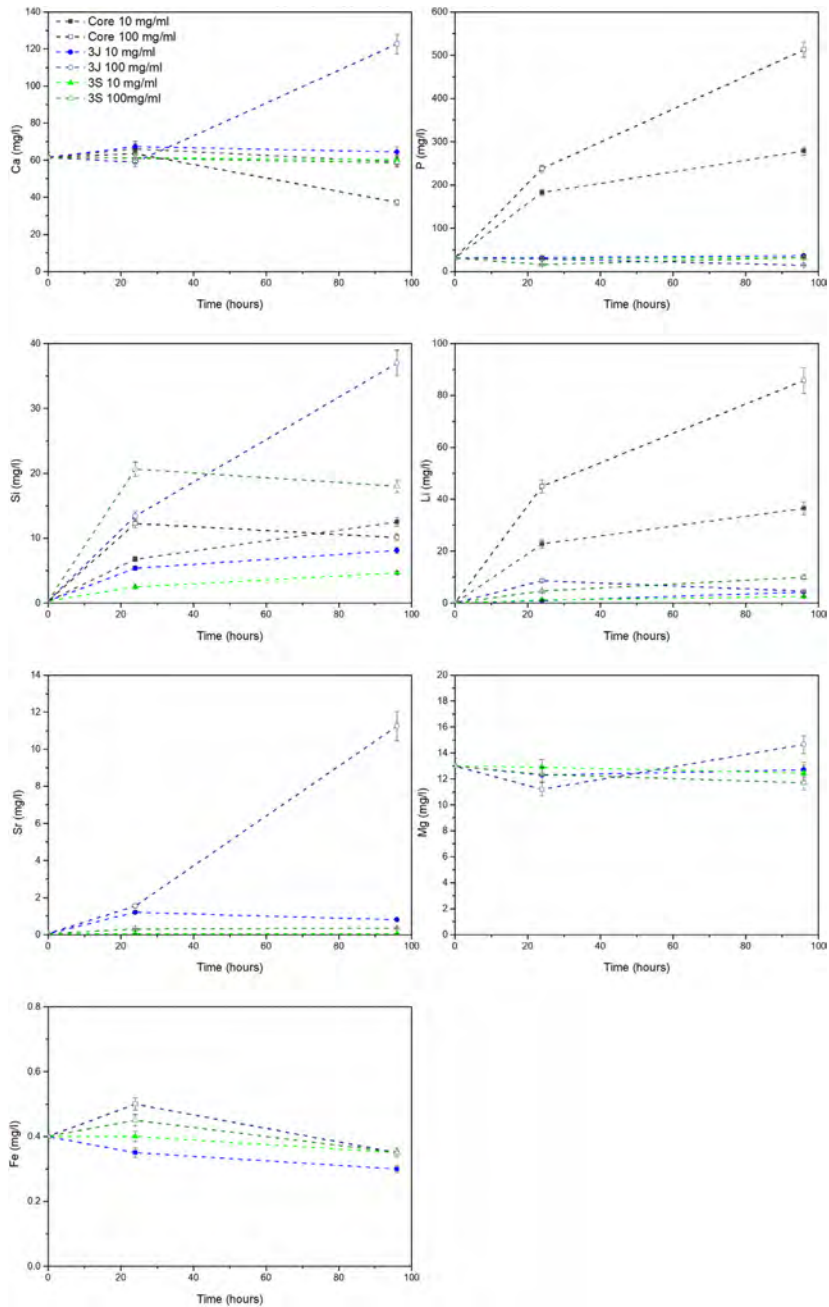 Core 10 mg/ml
Core 100 mg/ml
3J 10 mg/ml
3J 100 mg/ml
3S 10 mg/ml
3S 100mg/ml
140
120
100
80
60
40
20
0
Ca (mg/l)
0 20 40 60 80 100
Time (hours)
600
500
400
300
200
100
0
P (mg/l)
0 20 40 60 80 100
Time (hours)
40
30
20
10
0
Si (mg/l)
0 20 40 60 80 100
Time (hours)
100
80
60
40
20
0
Li (mg/l)
0 20 40 60 80 100
Time (hours)
14
12
10
8
6
4
2
0
Sr (mg/l)
0 20 40 60 80 100
Time (hours)
20
18
16
14
12
10
8
6
4
2
0
Mg (mg/l)
0 20 40 60 80 100
Time (hours)
0.8
0.6
0.4
0.2
0.0
Fe (mg/l)
0 20 40 60 80 100
Time (hours)